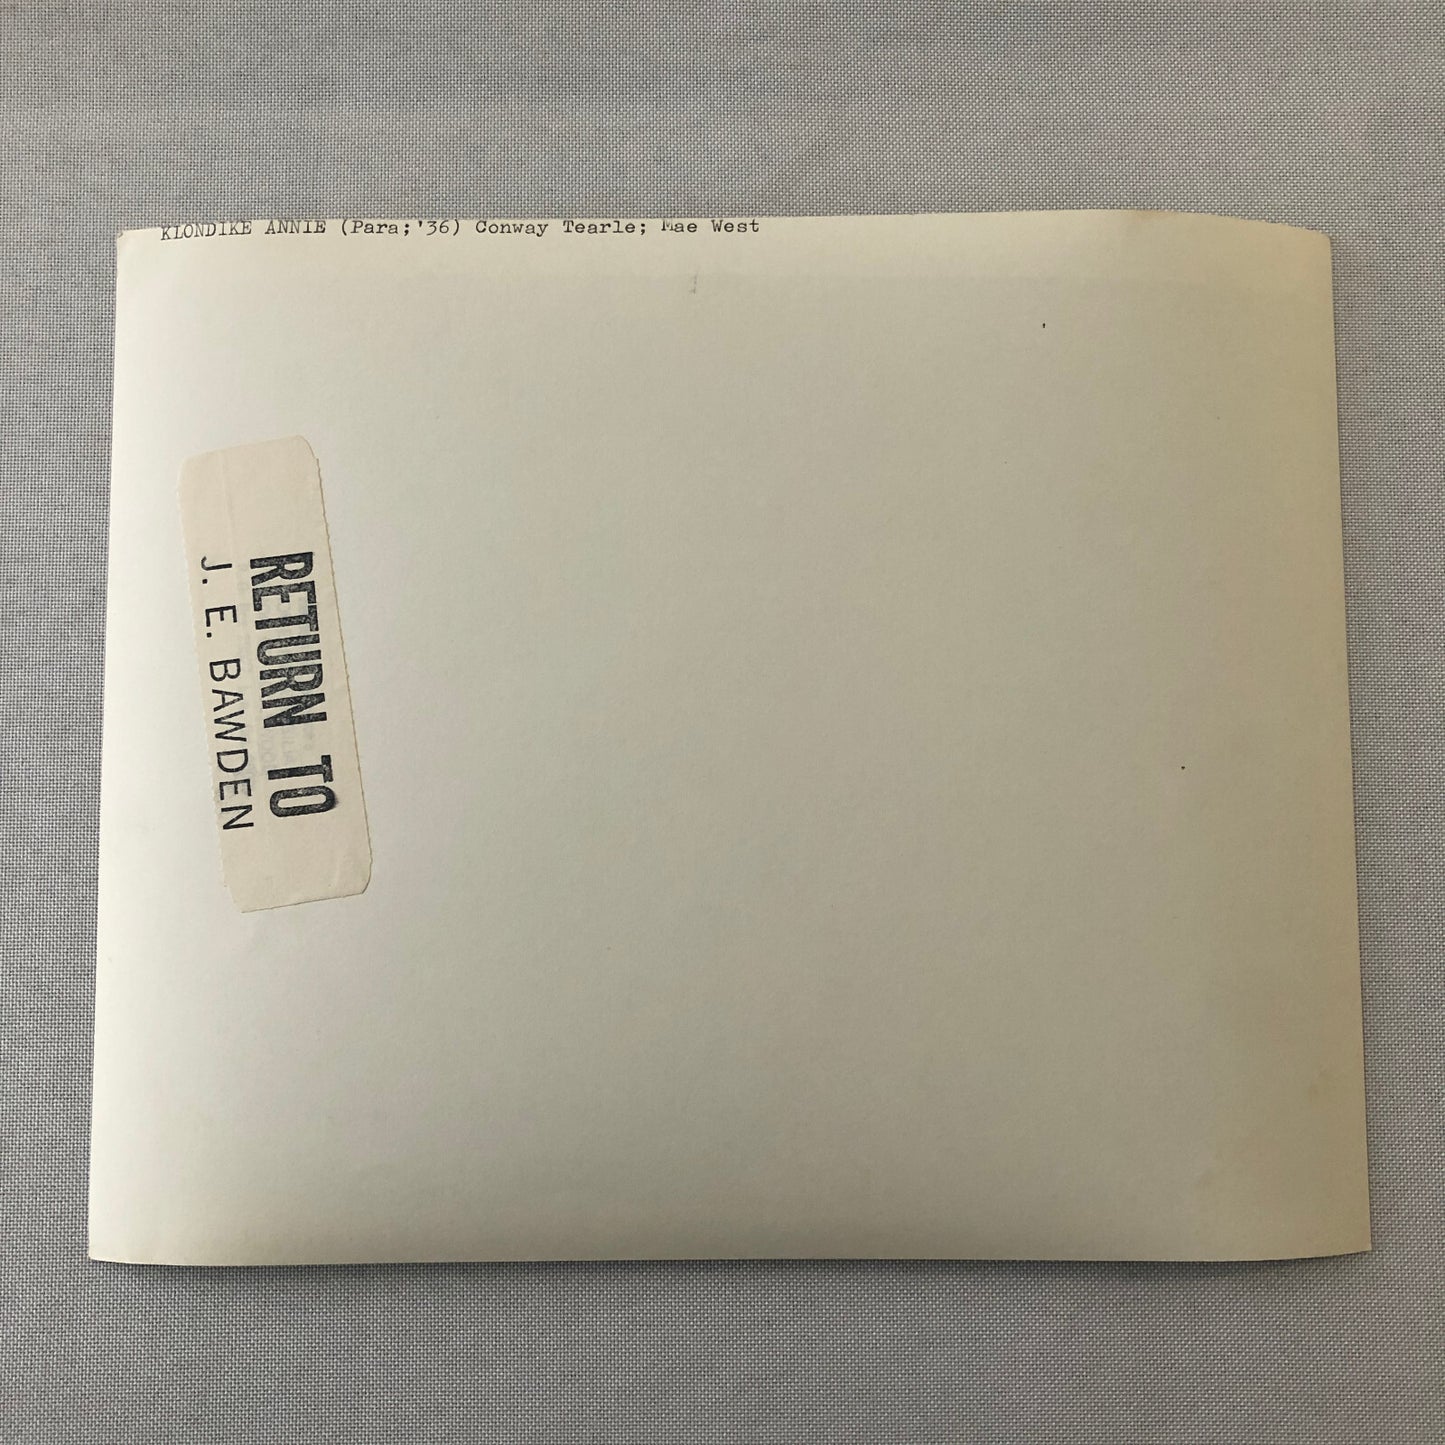 KLONDIKE ANNIE (Para;'36) Conway Tearle; Mae West
RETURN TO
J. E. BAWDEN